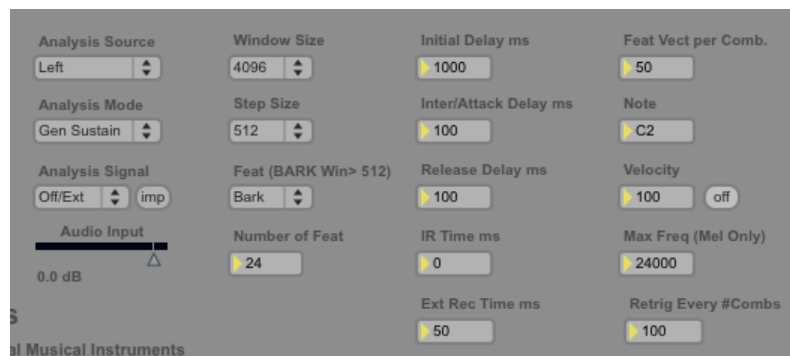 Analysis Source
Window Size
Initial Delay ms
Feat Vect per Comb.
Left
4096
1000
50
Analysis Mode
Step Size
Inter/Attack Delay ms
Note
Gen Sustain
512
100
C2
Analysis Signal
Feat (BARK Win> 512)
Release Delay ms
Velocity
Off/Ext
imp
Bark
100
100
off
Audio Input
Number of Feat
IR Time ms
Max Freq (Mel Only)
0.0 dB
24
0
24000
Ext Rec Time ms
Retrig Every #Combs
50
100
Musical Instruments